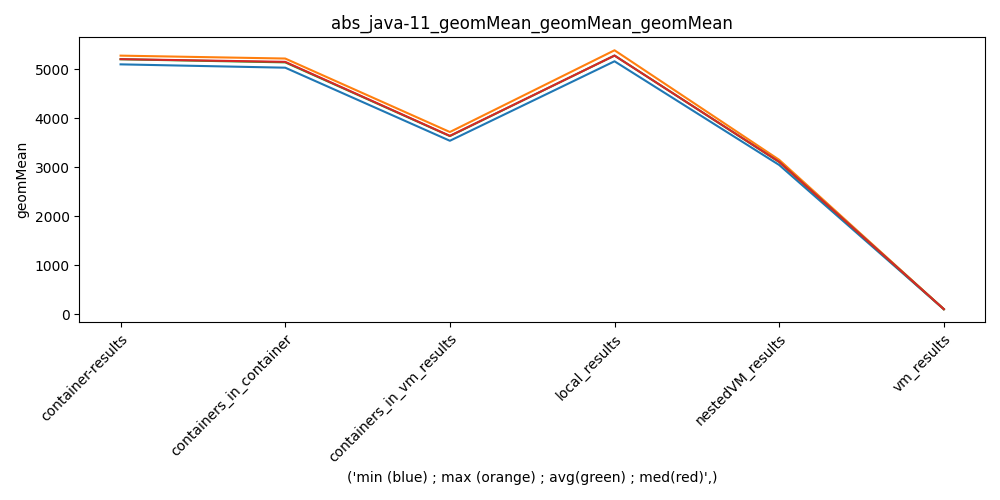 abs_java-11_geomMean_geomMean_geomMean
geomMean
5000
4000
3000
2000
1000
0
container-results
containers_in_container
containers_in_vm_results
local_results
nestedVM_results
vm_results
('min (blue) ; max (orange) ; avg(green) ; med(red)',)